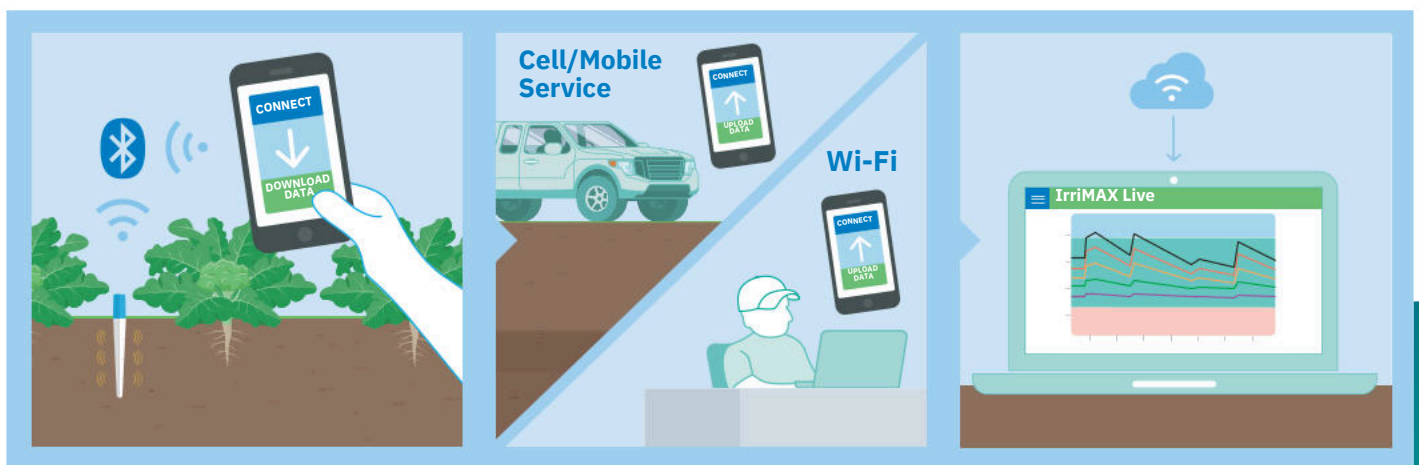 CONNECT
DOWNLOAD
DATA
Cell/Mobile
Service
CONNECT
UPLOAD
DATA
Wi-Fi
CONNECT
UPLOAD
DATA
IrriMAX Live